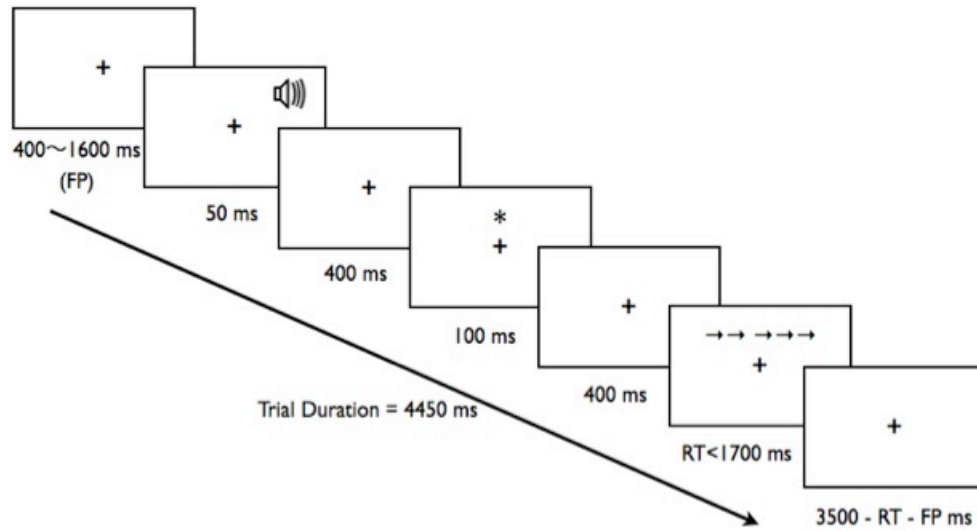 400~1600 ms
(FP)
50 ms
400 ms
*
100 ms
400 ms
→→ →→→
RT<1700 ms
3500 - RT - FP ms
Trial Duration = 4450 ms